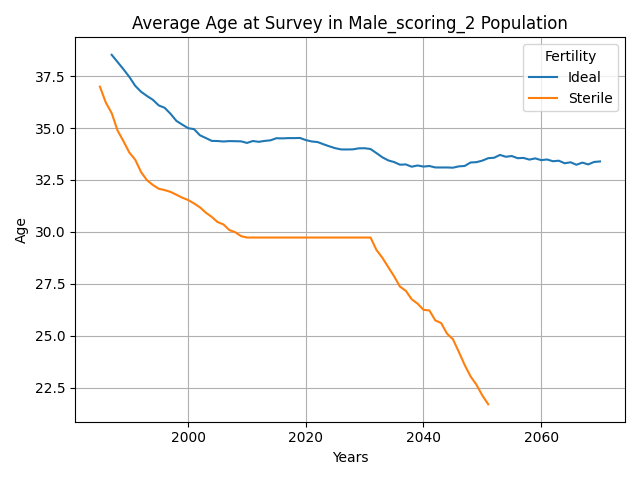 Average Age at Survey in Male_scoring_2 Population
Fertility
Ideal
Sterile
37.5
35.0
32.5
30.0
27.5
25.0
22.5
Age
2000
2020
2040
2060
Years